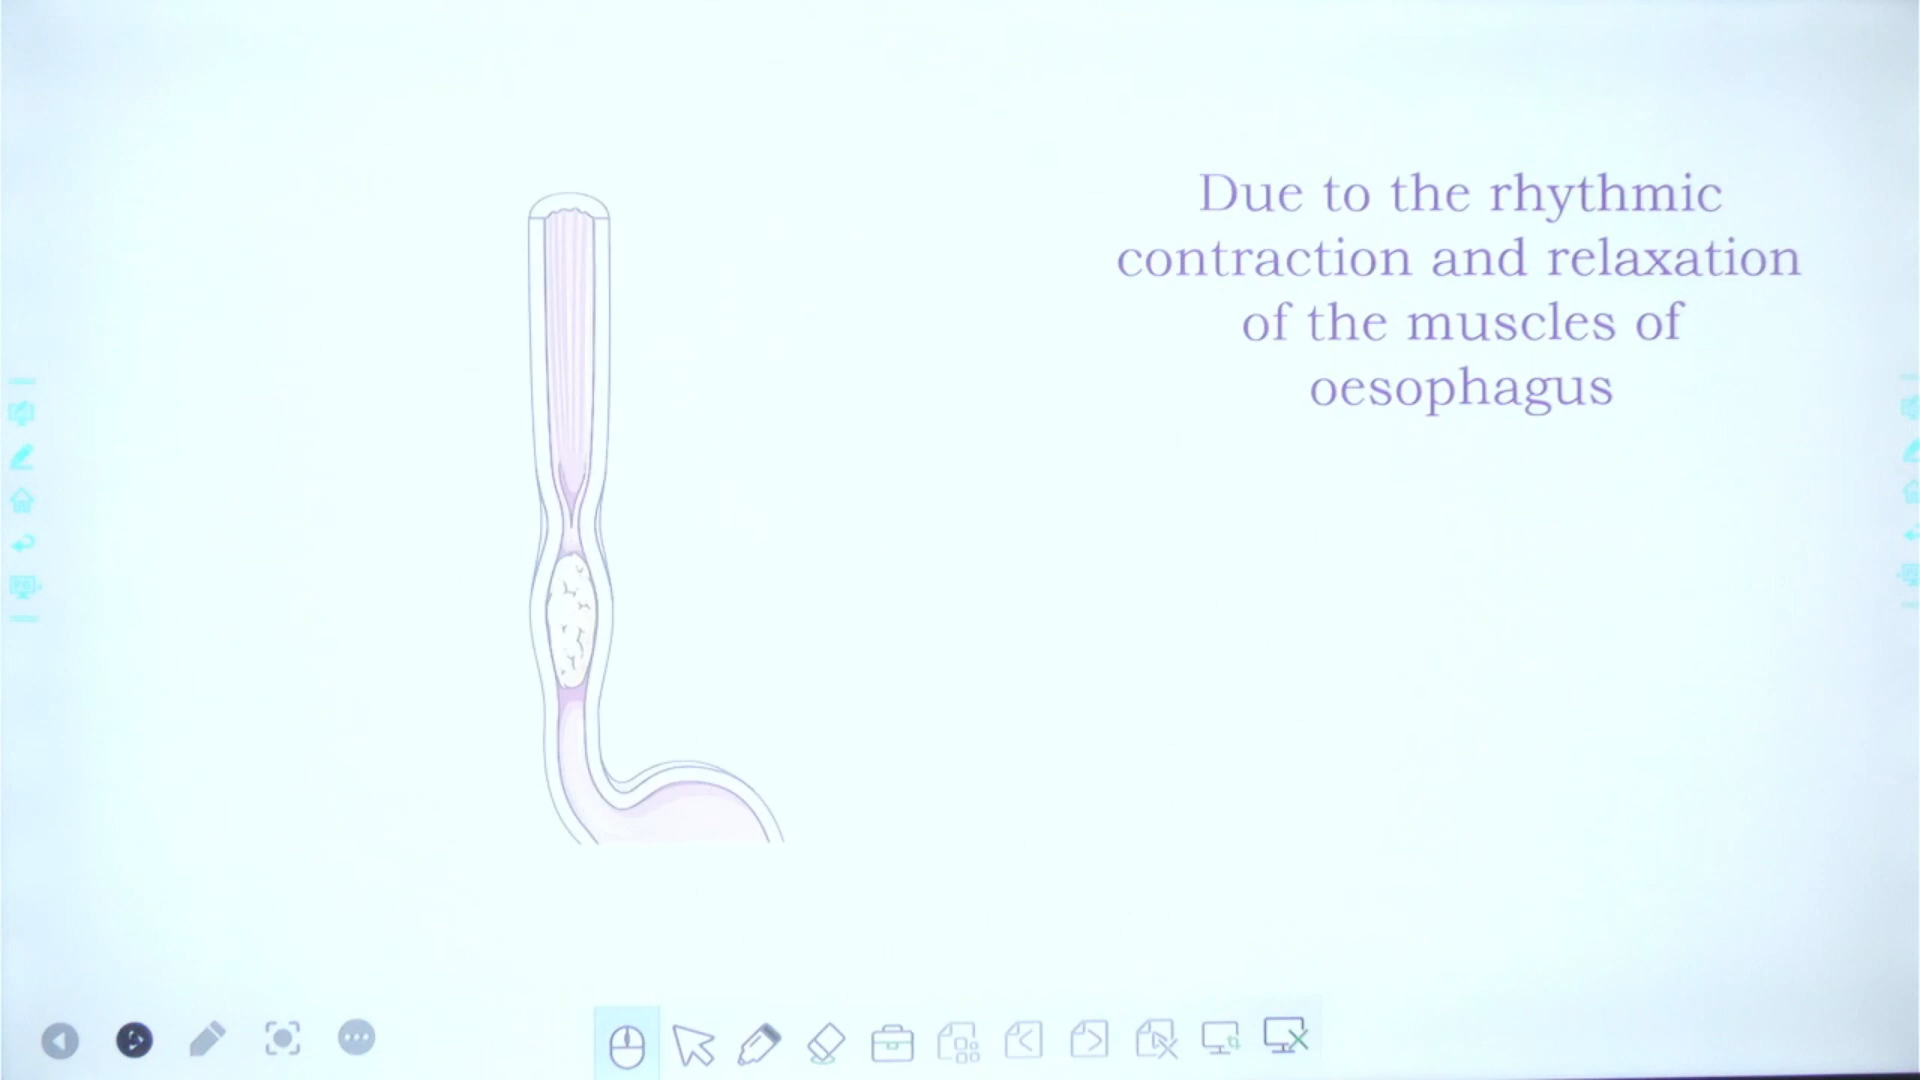 Due to the rhythmic
contraction and relaxation
of the muscles of
oesophagus